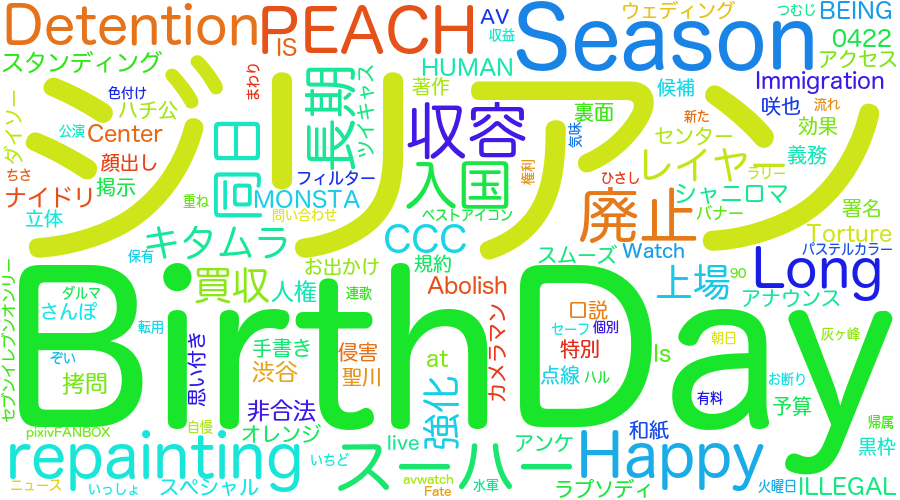 Detention
PEACH
IS
AV
収益
Season
ウェディング
つむじ
BEING
0422
アクセス
スタンディング
色付け
まわり
長期
ツイキャス
HUMAN
著作
候補
Immigration
ダイソー
ハチ公
公演
Center
ジリアン
向日
収容
裏面
気味
新た
咲也
流れ
効果
ちさ
顔出し
掲示
ナイドリ
フィルター
入国
権利
センター
レイヤー
ラリー
義務
ひさし
シャニロマ
立体
重ね
MONSTA
問い合わせ
ベストアイコン
廃止
バナー
署名
Torture
保有
キタムラ
CCC
スムーズ
Watch
パステルカラー
セブンイレブンオンリー
ダルマ
さんぽ
買収
お出かけ
人権
規約
連歌
Abolish
上場
90
Long
アナウンス
BirthDay
転用
思い付き
手書き
侵害
カメラマン
口説
セーフ
個別
朝日
灰ヶ峰
ぞい
拷問
渋谷
聖川
at
特別
Is
点線
ハル
有料
お断り
予算
非合法
強化
帰属
pixivFANBOX
自慢
オレンジ
live
アンケ
和紙
黒枠
repainting
いちど
スーハー
Happy
ニュース
いっしょ
スペシャル
avwatch
Fate
水軍
ラプソディ
火曜日
ILLEGAL